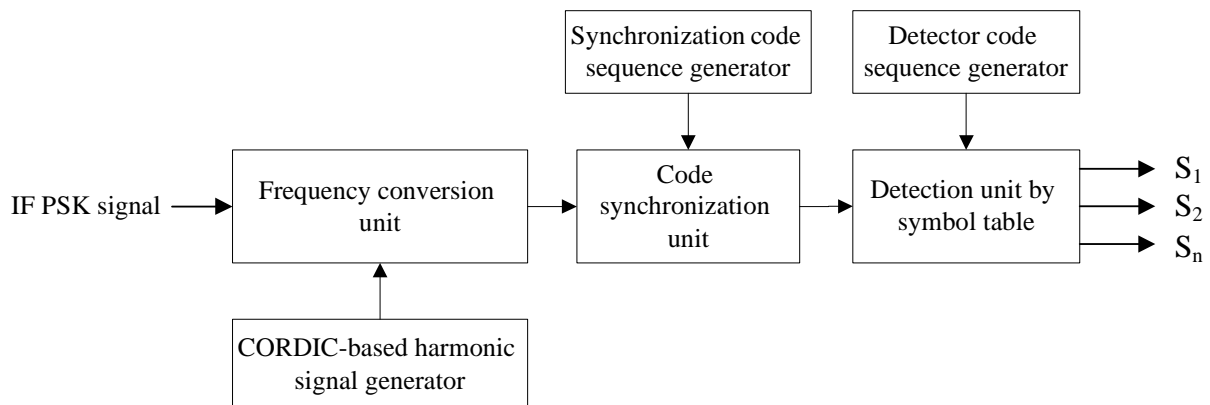 Synchronization code
sequence generator
Detector code
sequence generator
IF PSK signal
Frequency conversion
unit
Code
synchronization
unit
Detection unit by
symbol table
S₁
S₂
Sₙ
CORDIC-based harmonic
signal generator